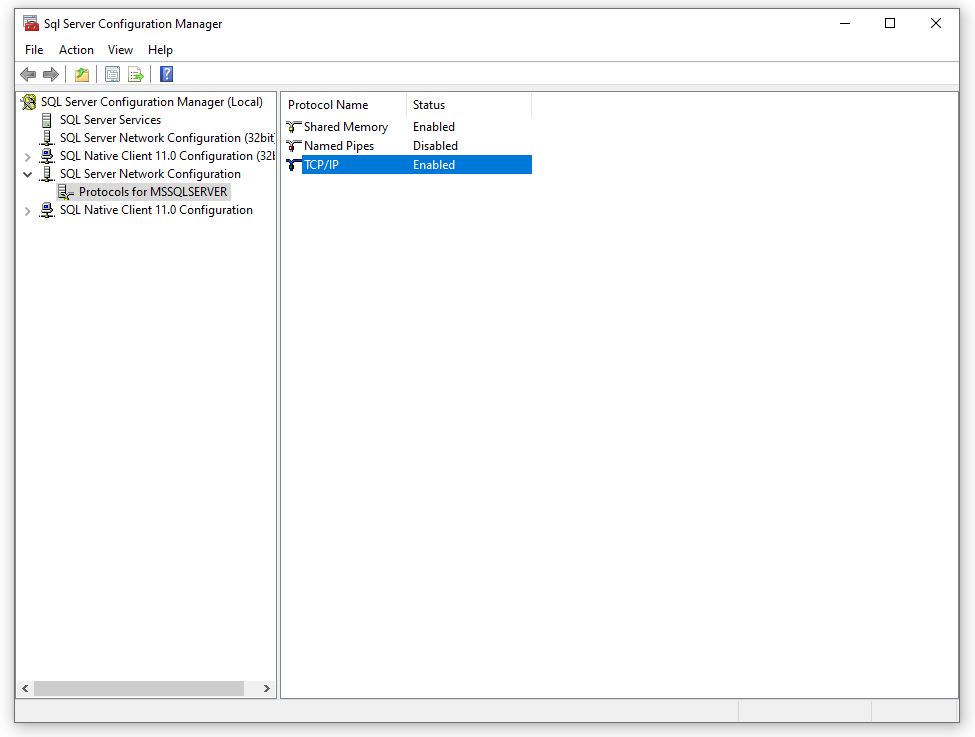 Sql Server Configuration Manager
File Action View Help
SQL Server Configuration Manager (Local)
SQL Server Services
SQL Server Network Configuration (32bit
SQL Native Client 11.0 Configuration (32b
SQL Server Network Configuration
Protocols for MSSQLSERVER
SQL Native Client 11.0 Configuration
Protocol Name Status
Shared Memory Enabled
Named Pipes Disabled
TCP/IP Enabled